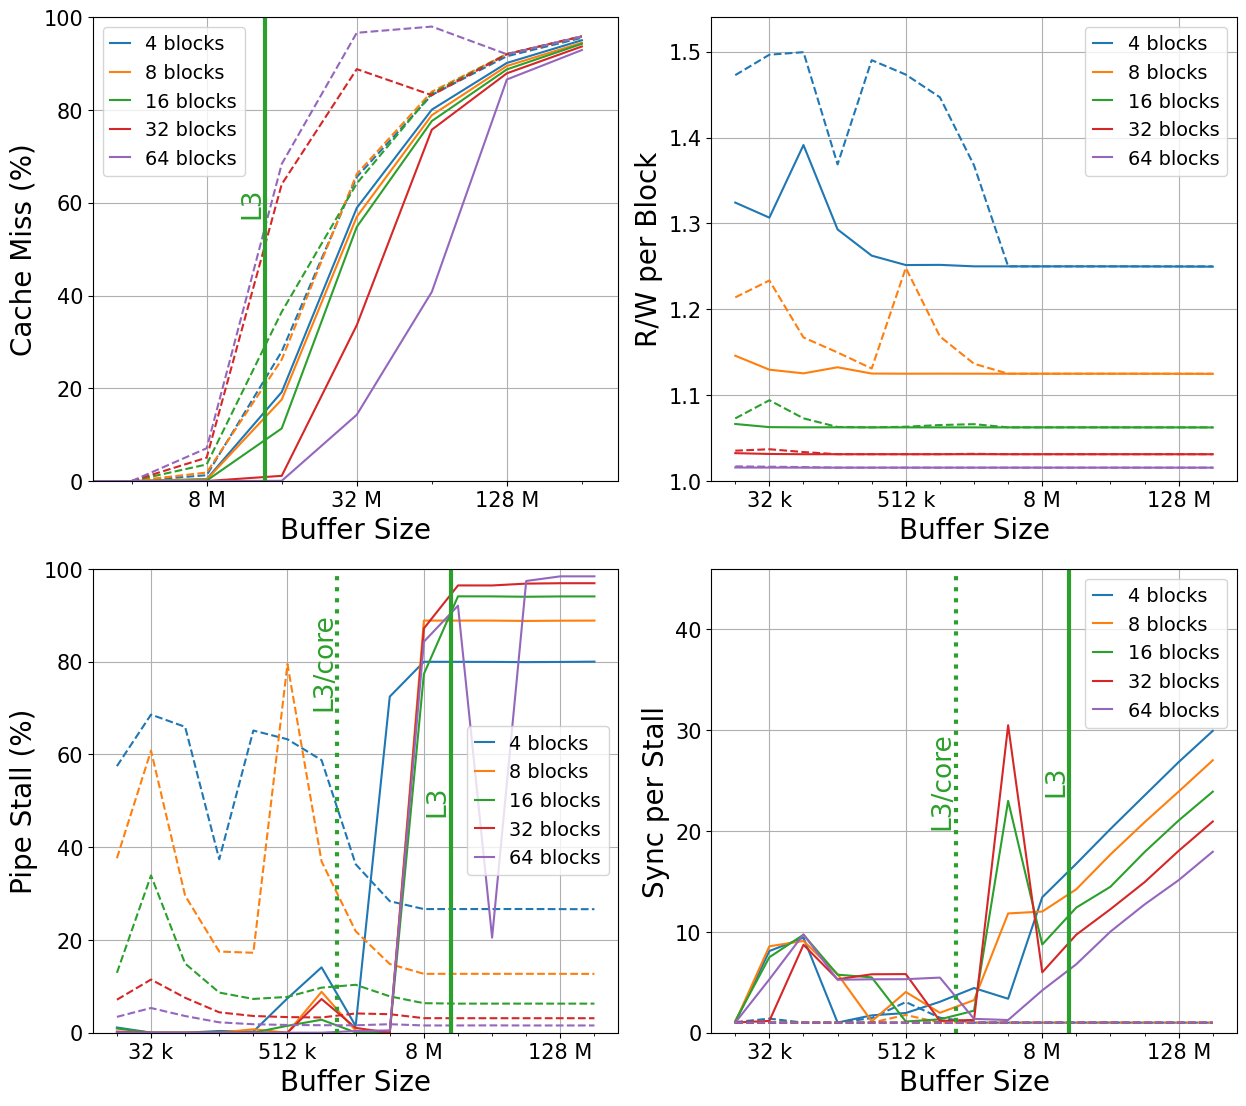 100
80
60
40
20
0
Cache Miss (%)
4 blocks
8 blocks
16 blocks
32 blocks
64 blocks
L3
8 M
32 M
128 M
Buffer Size
1.5
1.4
1.3
1.2
1.1
1.0
R/W per Block
4 blocks
8 blocks
16 blocks
32 blocks
64 blocks
32 k
512 k
8 M
128 M
Buffer Size
100
80
60
40
20
0
Pipe Stall (%)
L3/core
L3
4 blocks
8 blocks
16 blocks
32 blocks
64 blocks
32 k
512 k
8 M
128 M
Buffer Size
40
30
20
10
0
Sync per Stall
L3/core
L3
4 blocks
8 blocks
16 blocks
32 blocks
64 blocks
32 k
512 k
8 M
128 M
Buffer Size